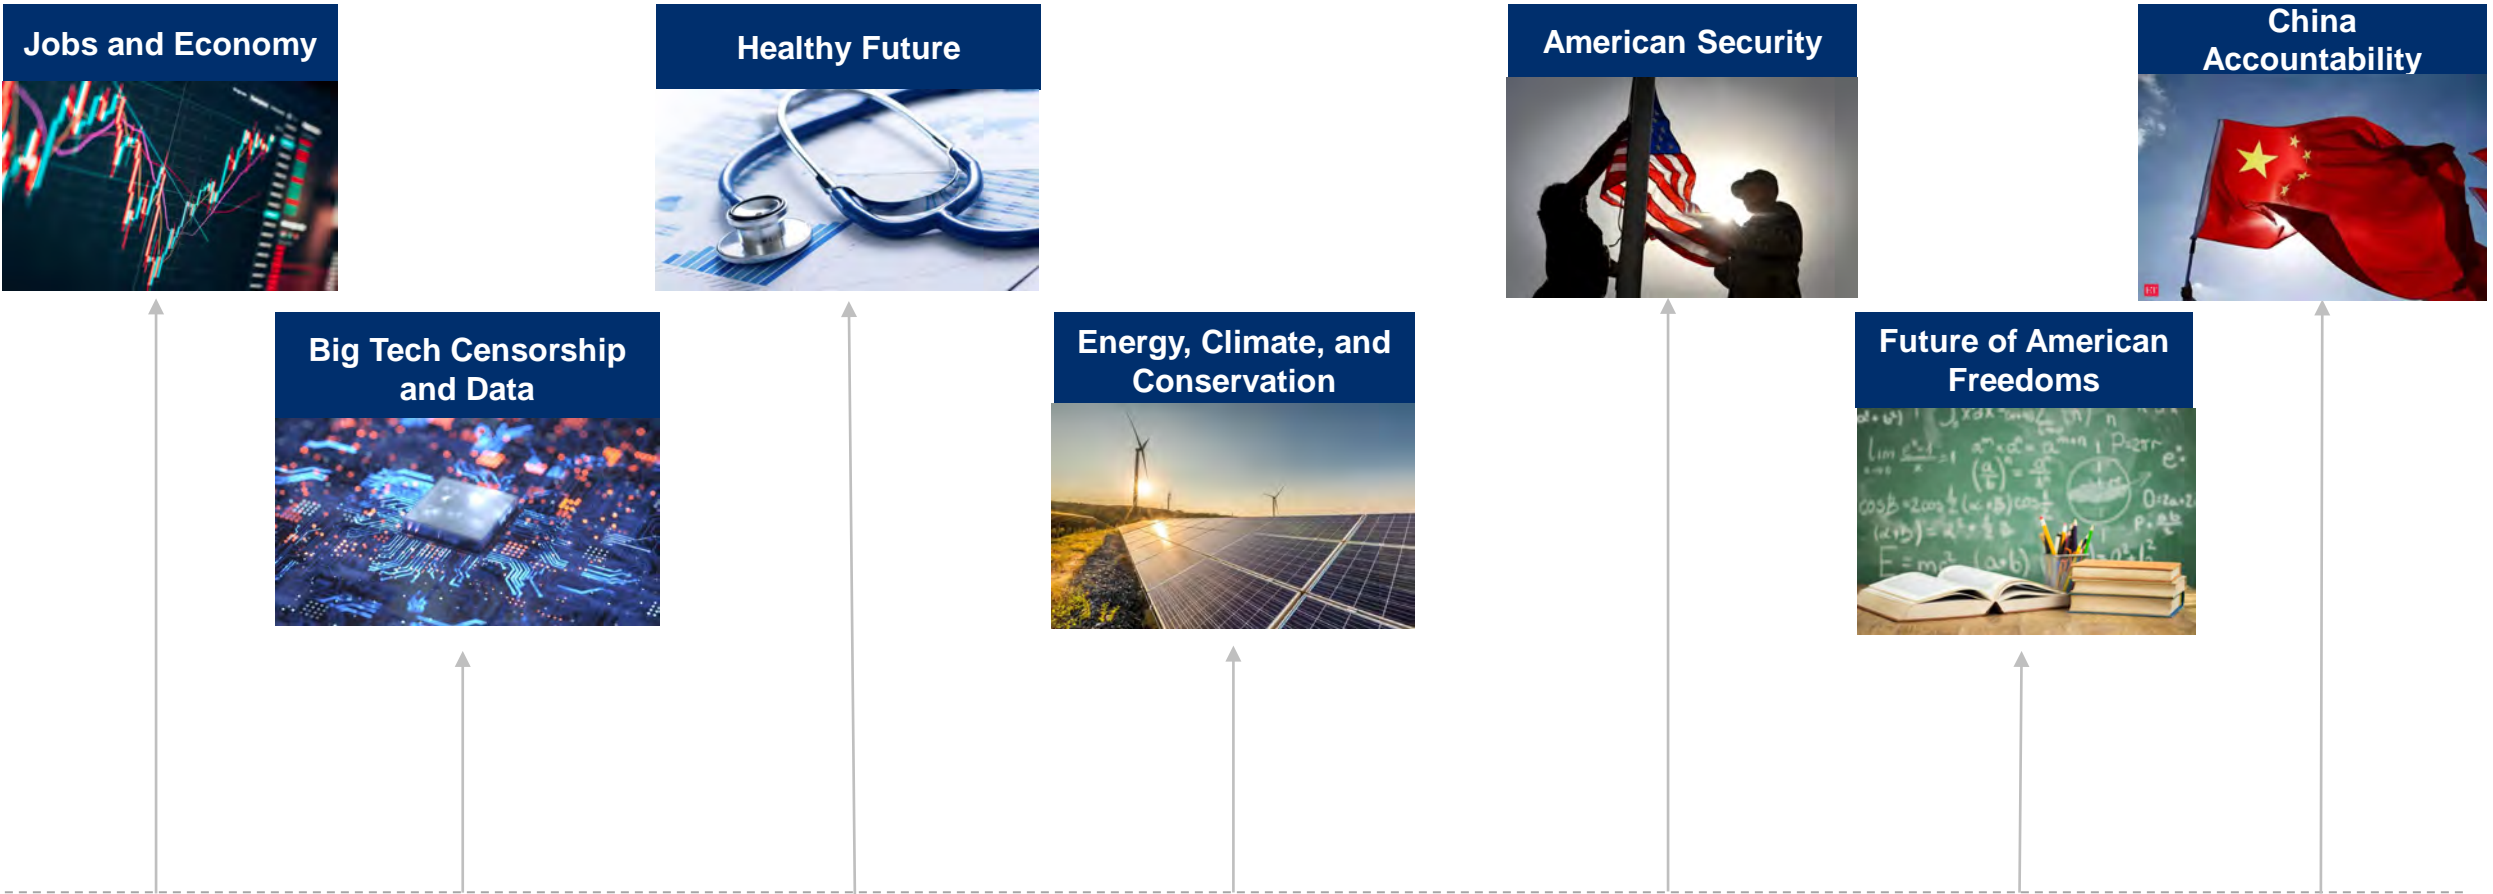 Jobs and Economy
Big Tech Censorship
and Data
Healthy Future
Energy, Climate, and
Conservation
American Security
Future of American
Freedoms
China
Accountability
ET